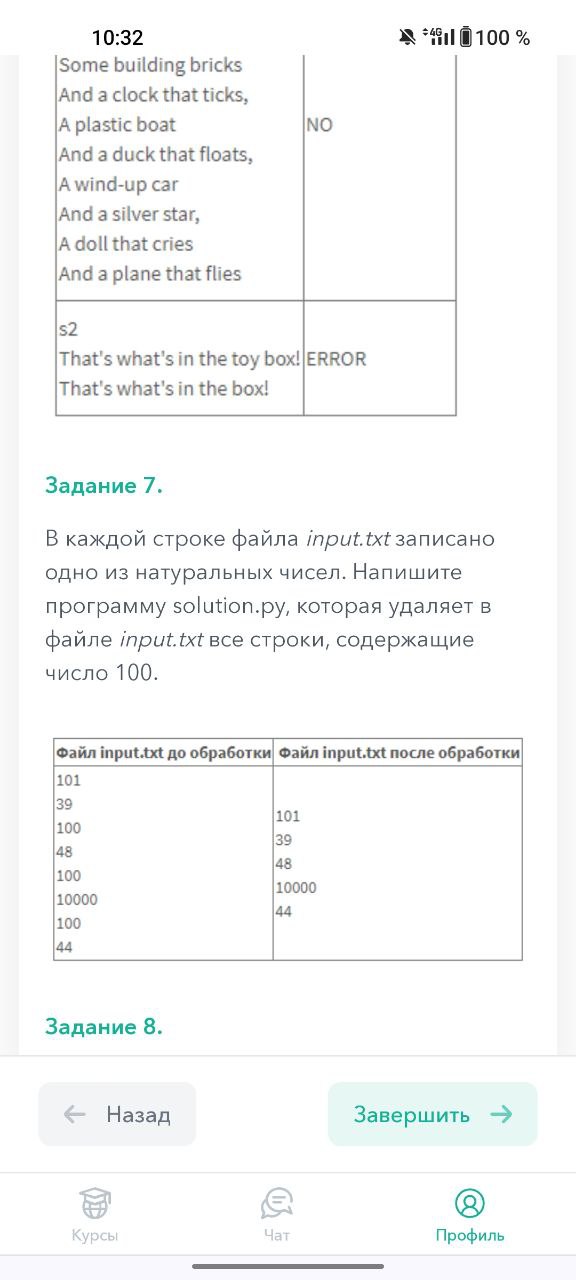 10:32
4G 100 %
Some building bricks
And a clock that ticks,
A plastic boat
NO
And a duck that floats,
A wind-up car
And a silver star,
A doll that cries
And a plane that flies
s2
That's what's in the toy box!
ERROR
That's what's in the box!
Задание 7.
В каждой строке файла input.txt записано
одно из натуральных чисел. Напишите
программу solution.py, которая удаляет в
файле input.txt все строки, содержащие
число 100.
Файл input.txt до обработки
Файл input.txt после обработки
101
39
100
48
100
10000
100
44
101
39
48
10000
44
Задание 8.
Назад
Завершить
Курсы
Чат
Профиль